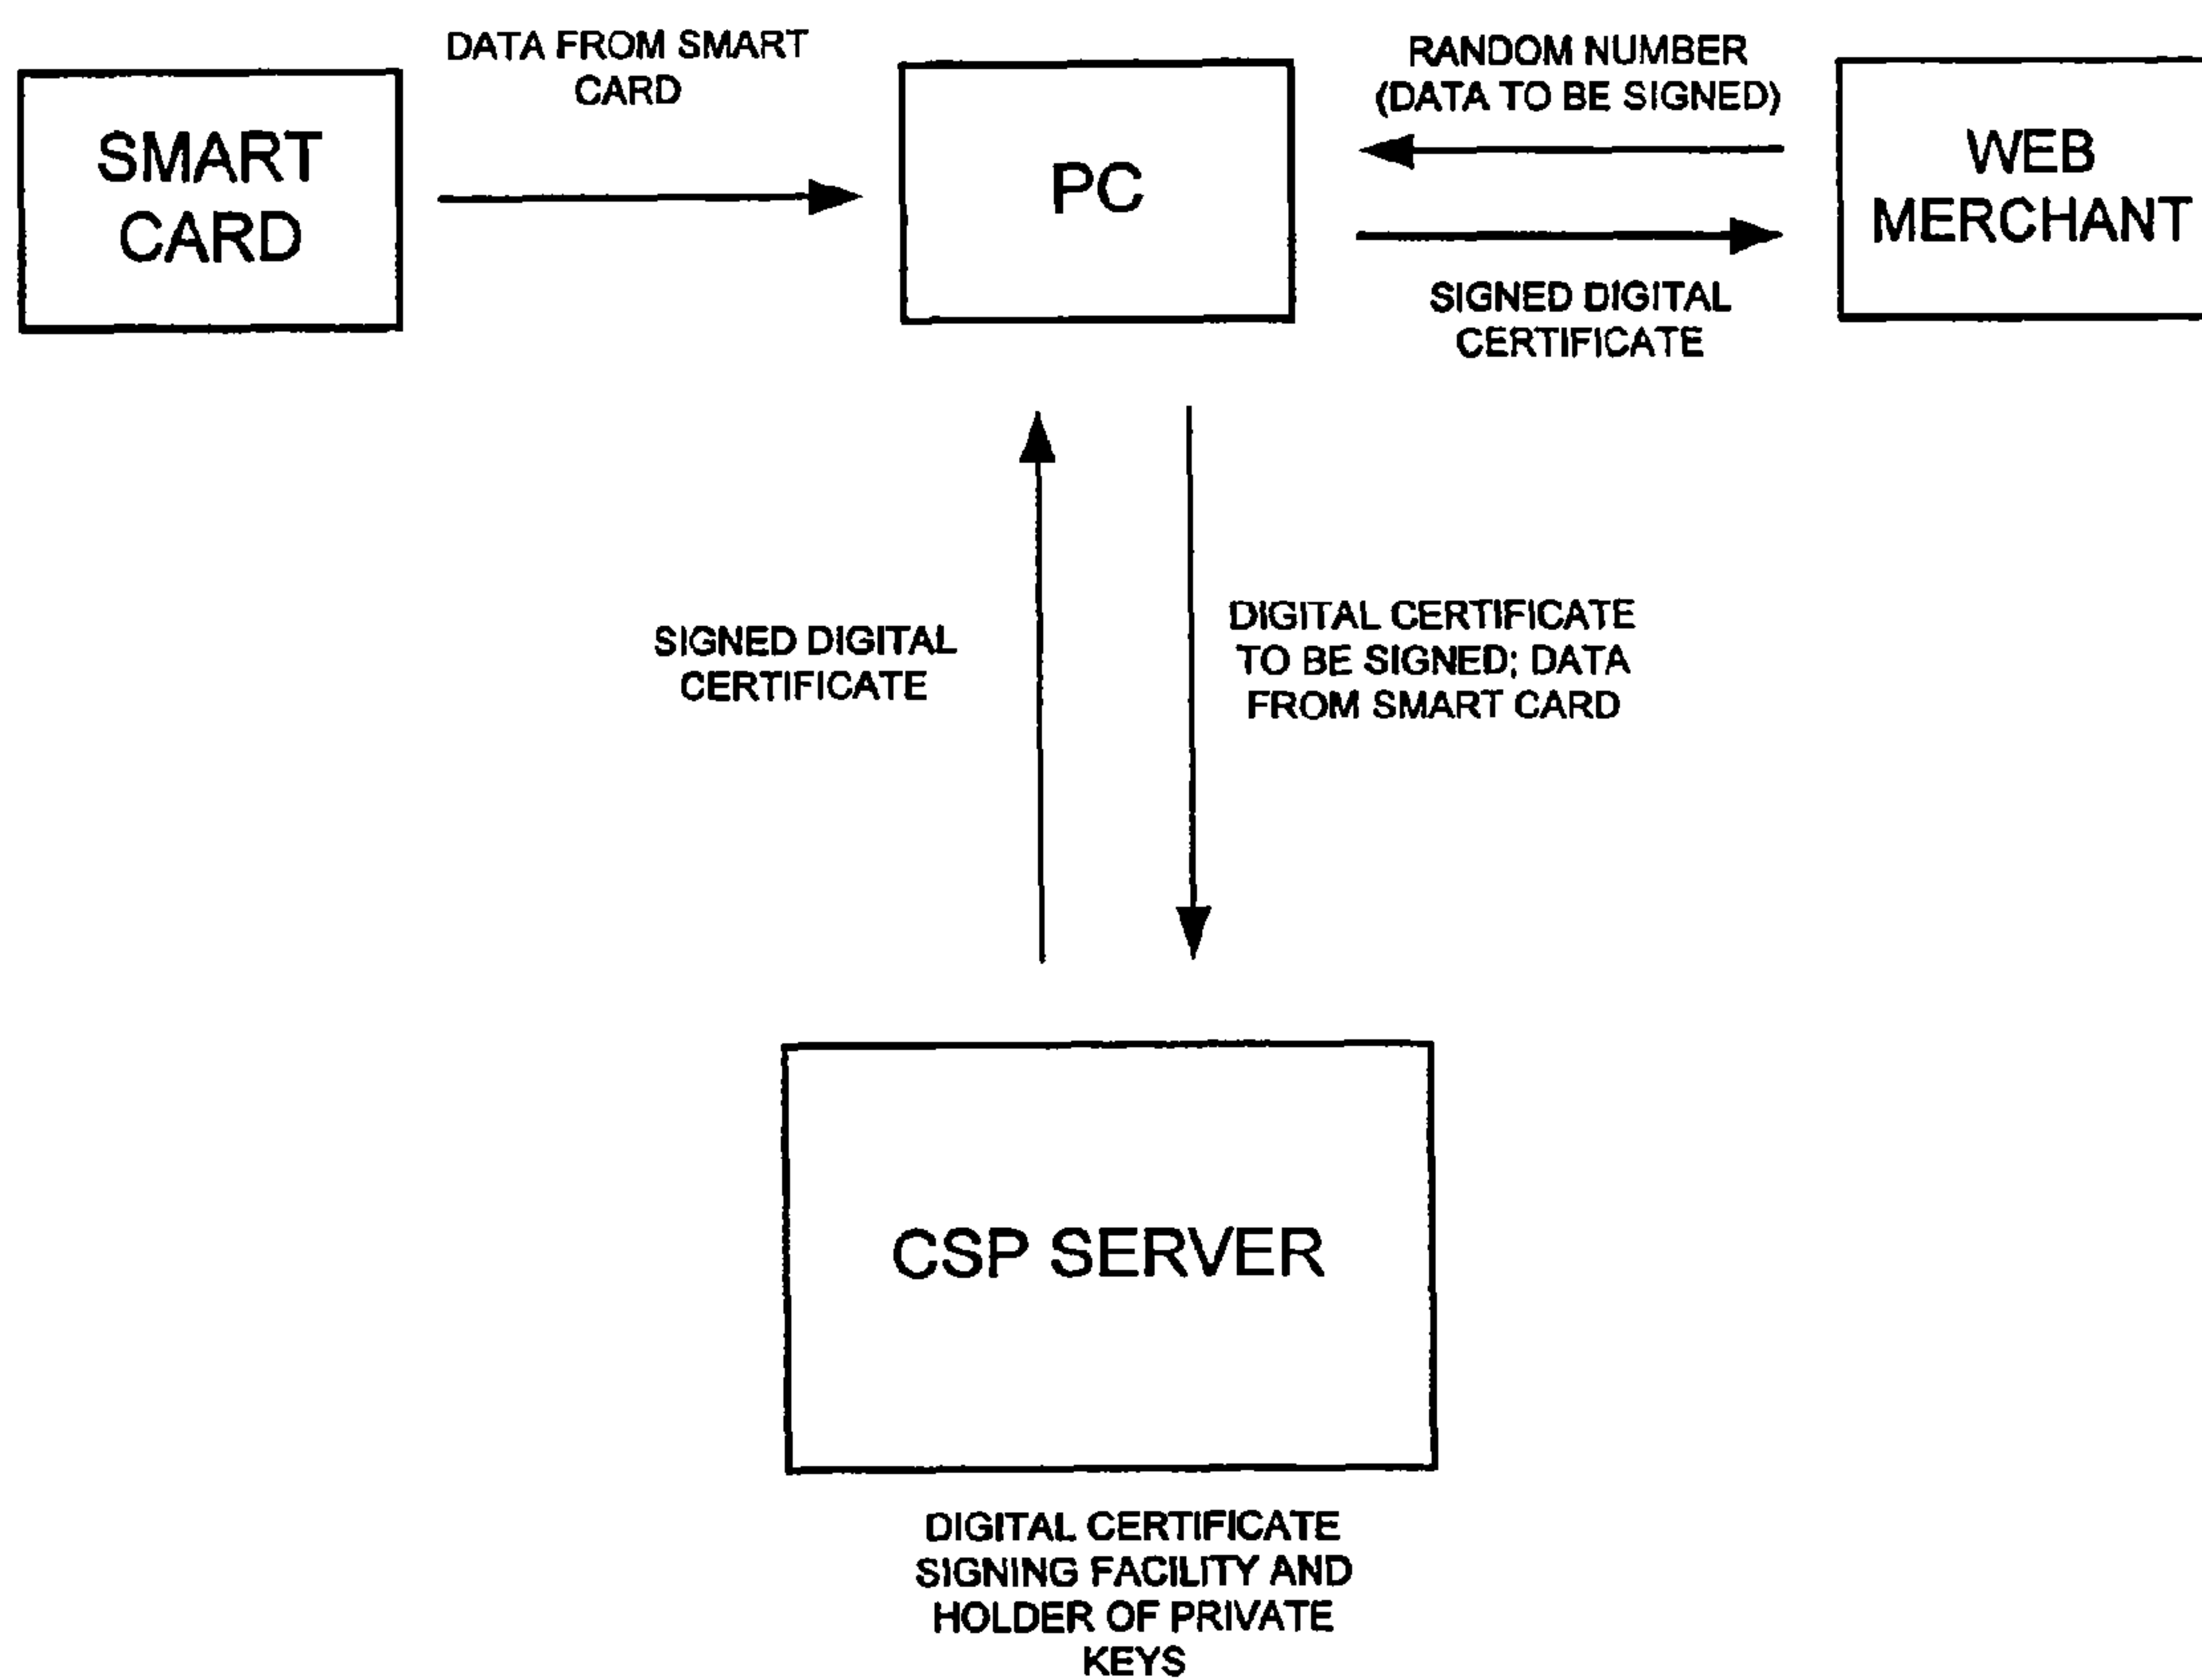 DATA FROM SMART
CARD
RANDOM NUMBER
(DATA TO BE SIGNED)
SMART
CARD
PC
WEB
MERCHANT
SIGNED DIGITAL
CERTIFICATE
SIGNED DIGITAL
CERTIFICATE
DIGITAL CERTIFICATE
TO BE SIGNED; DATA
FROM SMART CARD
CSP SERVER
DIGITAL CERTIFICATE
SIGNING FACILITY AND
HOLDER OF PRIVATE
KEYS